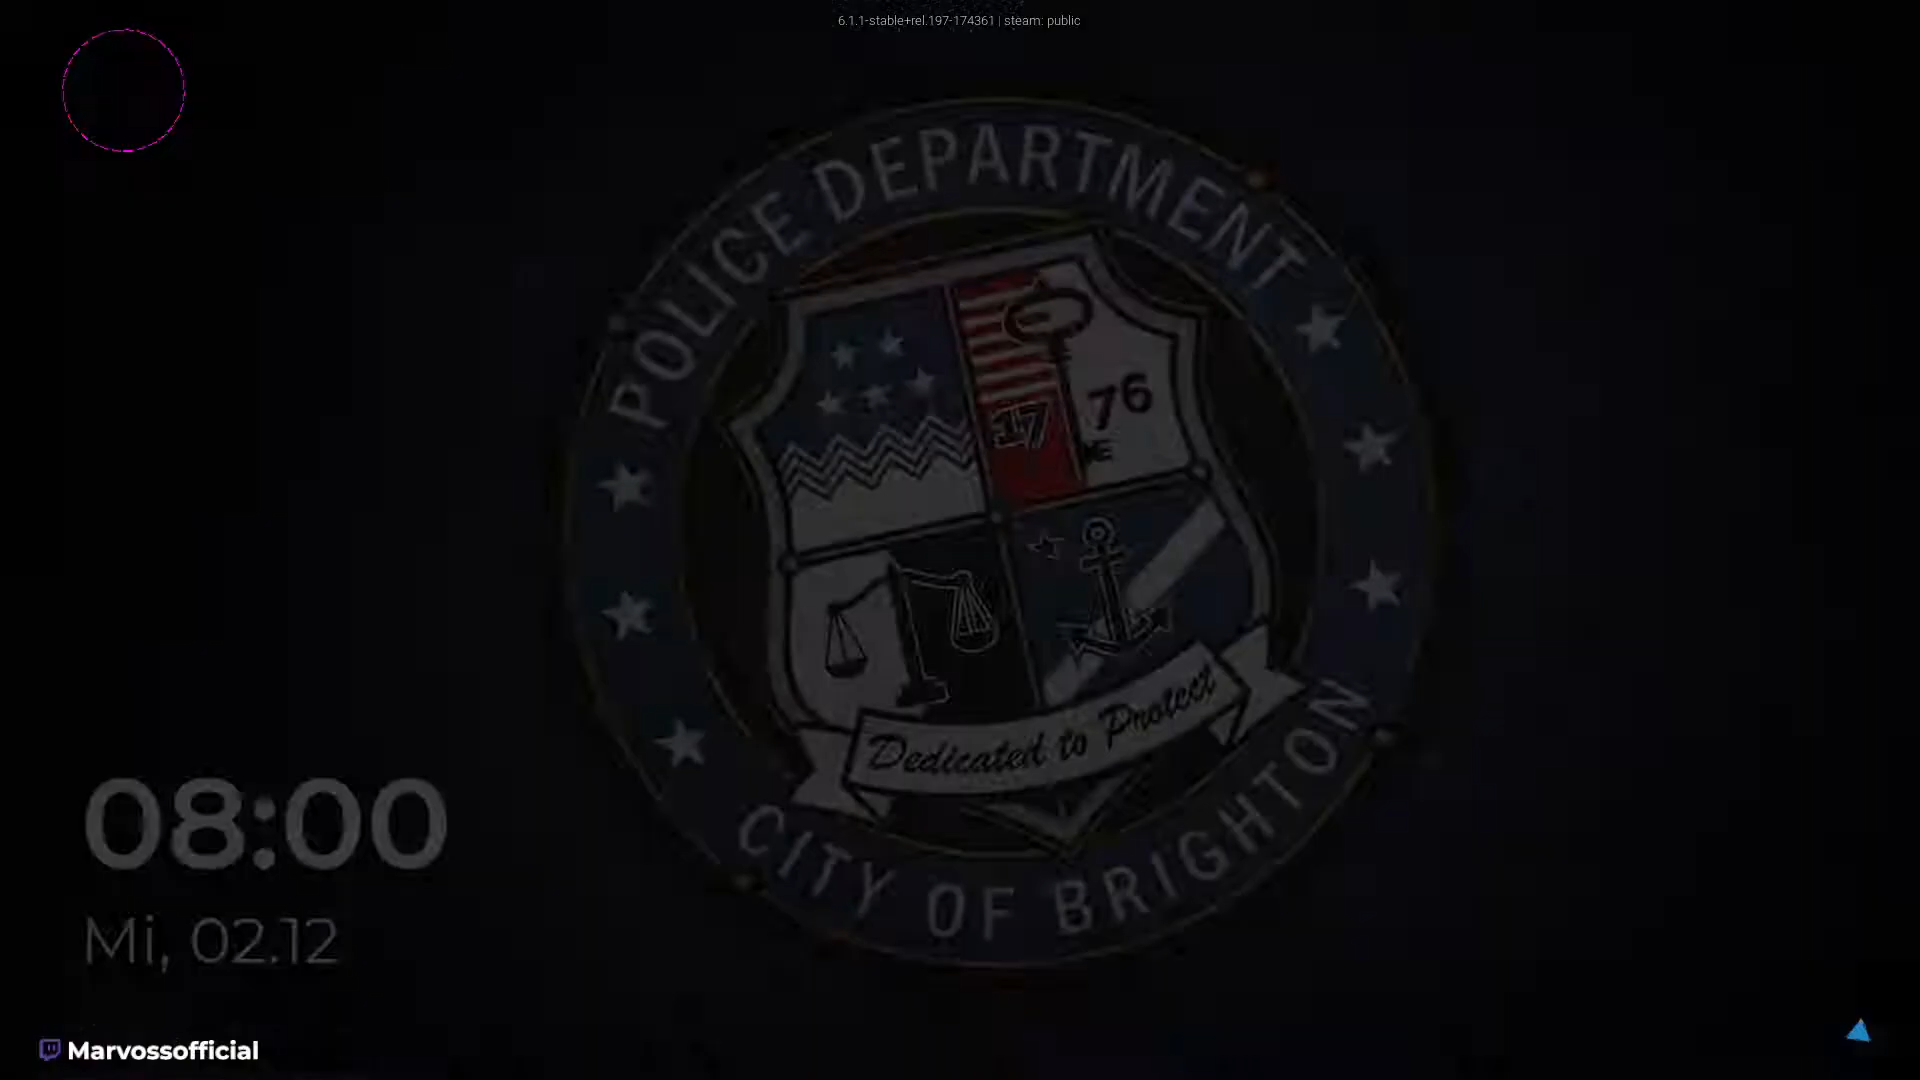 6.1.1-stable+rel.197-174361 | steam: public
POLICE DEPARTMENT
17 76
Dedicated to Protect
CITY OF BRIGHTON
08:00
Mi, 02.12
Marvossofficial